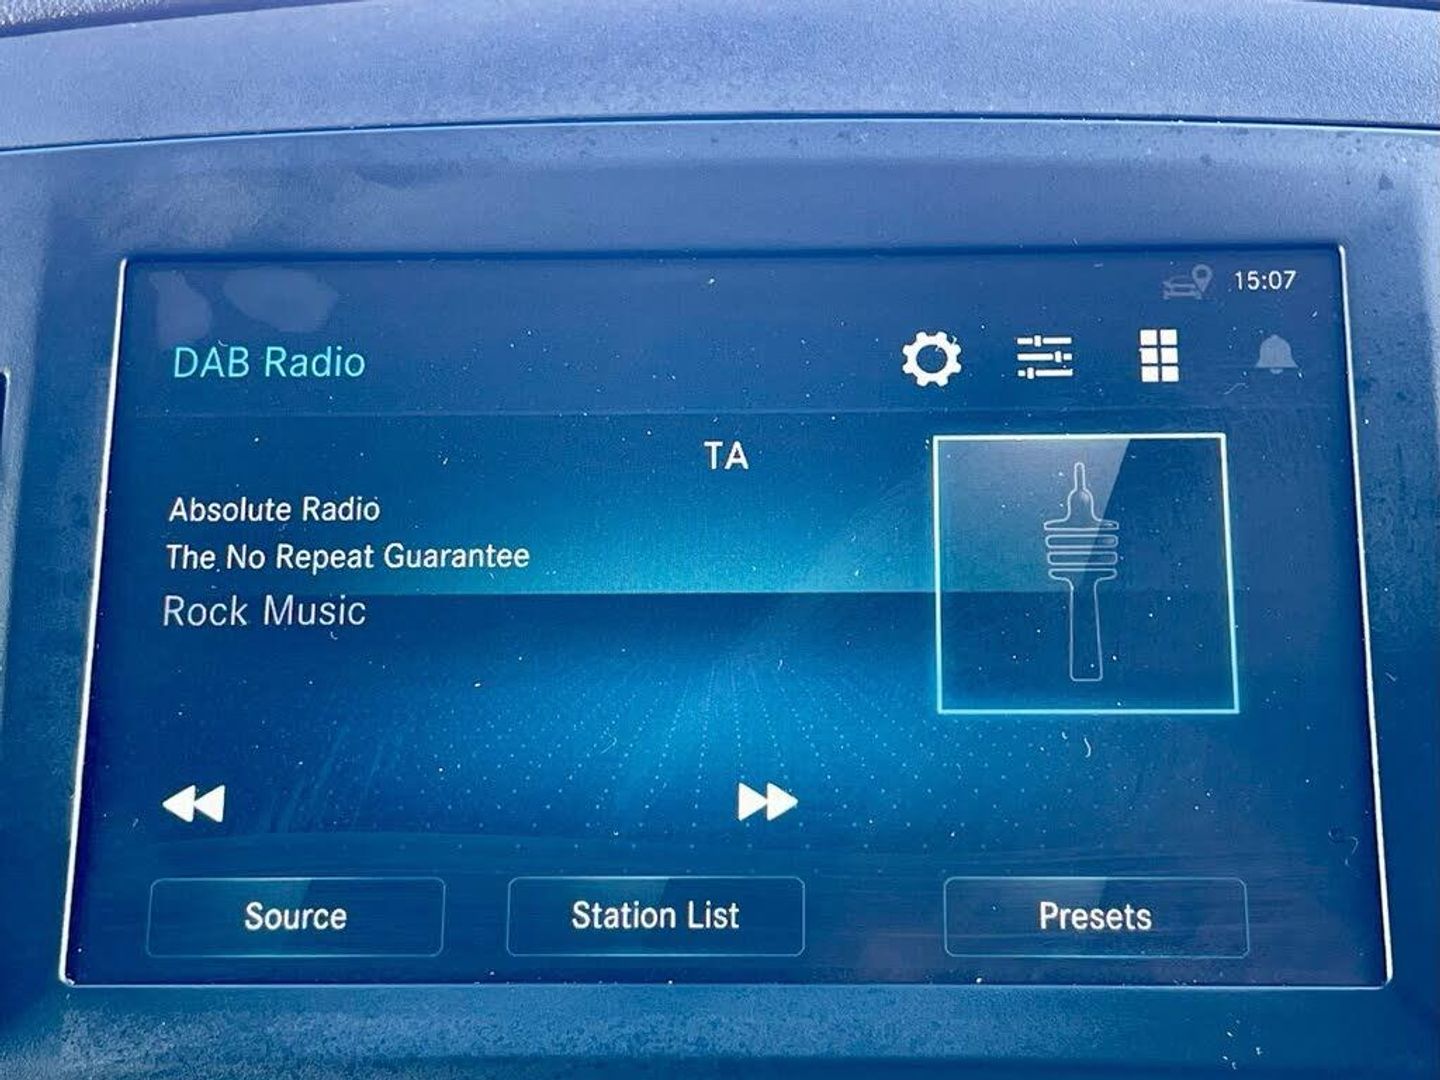 15:07
DAB Radio
TA
Absolute Radio
The No Repeat Guarantee
Rock Music
Source
Station List
Presets